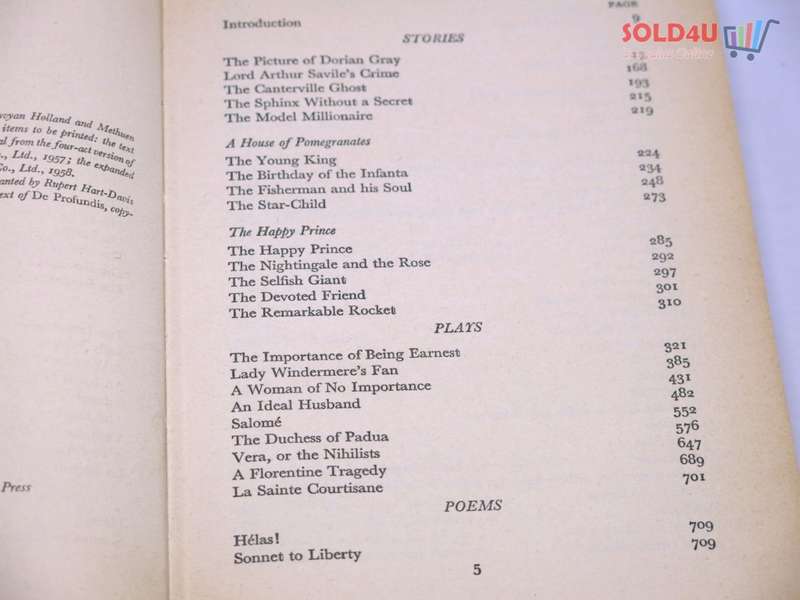 voyan Holland and Methuen
items to be printed: the text
al from the four-act version of
., Ltd., 1957; the expanded
Co., Ltd., 1958.
anted by Rupert Hart-Davis
ext of De Profundis, copy-
Press
PAGE
Introduction 9
STORIES
The Picture of Dorian Gray 17
Lord Arthur Savile's Crime 168
The Canterville Ghost 193
The Sphinx Without a Secret 215
The Model Millionaire 219
A House of Pomegranates
The Young King 224
The Birthday of the Infanta 234
The Fisherman and his Soul 248
The Star-Child 273
The Happy Prince
The Happy Prince 285
The Nightingale and the Rose 292
The Selfish Giant 297
The Devoted Friend 301
The Remarkable Rocket 310
PLAYS
The Importance of Being Earnest 321
Lady Windermere's Fan 385
A Woman of No Importance 431
An Ideal Husband 482
Salomé 552
The Duchess of Padua 576
Vera, or the Nihilists 647
A Florentine Tragedy 689
La Sainte Courtisane 701
POEMS
Hélas! 709
Sonnet to Liberty 709
5
SOLD4U
Online